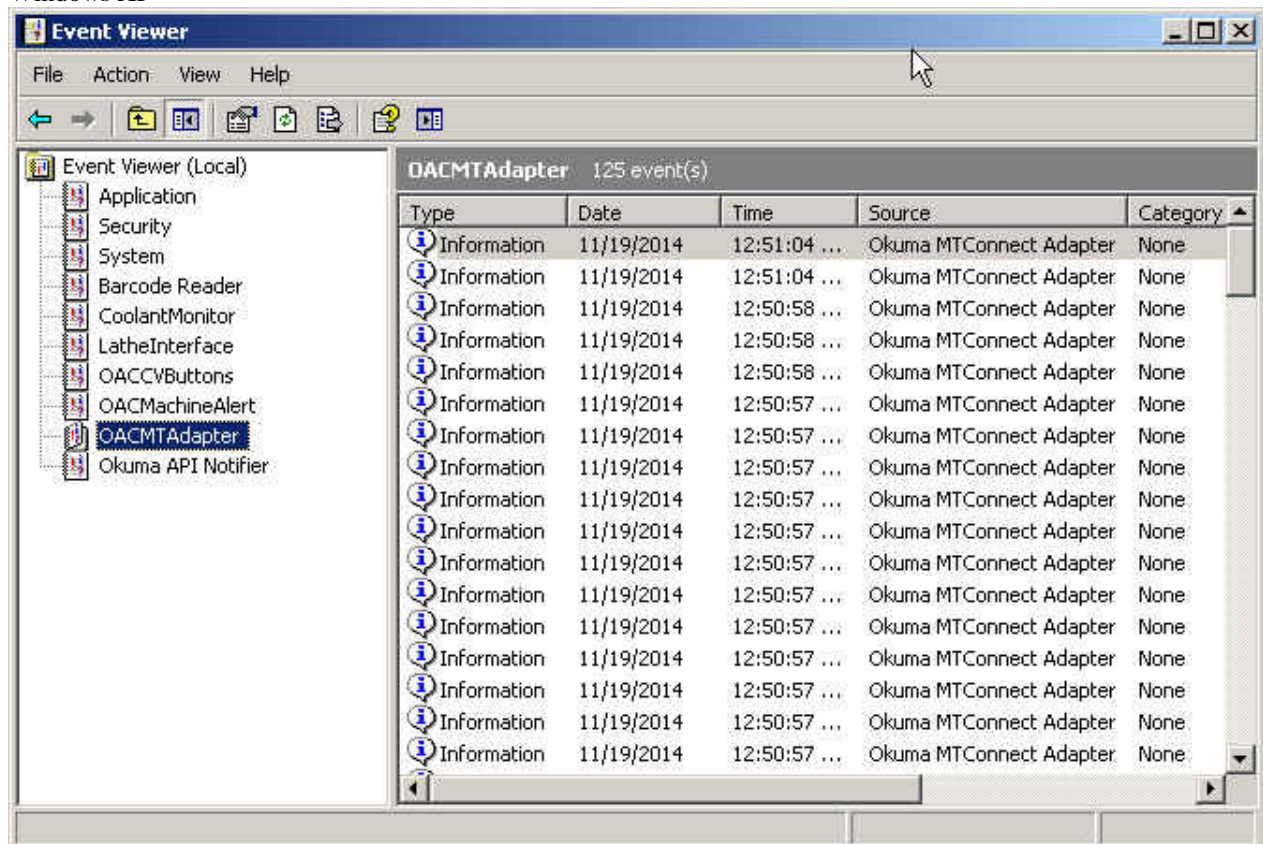 Windows XP
Event Viewer
File Action View Help
Event Viewer (Local)
Application
Security
System
Barcode Reader
CoolantMonitor
LatheInterface
OACCVButtons
OACMachineAlert
OACMTAdapter
Okuma API Notifier
OACMTAdapter 125 event(s)
Type Date Time Source Category
Information 11/19/2014 12:51:04 ... Okuma MTConnect Adapter None
Information 11/19/2014 12:51:04 ... Okuma MTConnect Adapter None
Information 11/19/2014 12:50:58 ... Okuma MTConnect Adapter None
Information 11/19/2014 12:50:58 ... Okuma MTConnect Adapter None
Information 11/19/2014 12:50:58 ... Okuma MTConnect Adapter None
Information 11/19/2014 12:50:57 ... Okuma MTConnect Adapter None
Information 11/19/2014 12:50:57 ... Okuma MTConnect Adapter None
Information 11/19/2014 12:50:57 ... Okuma MTConnect Adapter None
Information 11/19/2014 12:50:57 ... Okuma MTConnect Adapter None
Information 11/19/2014 12:50:57 ... Okuma MTConnect Adapter None
Information 11/19/2014 12:50:57 ... Okuma MTConnect Adapter None
Information 11/19/2014 12:50:57 ... Okuma MTConnect Adapter None
Information 11/19/2014 12:50:57 ... Okuma MTConnect Adapter None
Information 11/19/2014 12:50:57 ... Okuma MTConnect Adapter None
Information 11/19/2014 12:50:57 ... Okuma MTConnect Adapter None
Information 11/19/2014 12:50:57 ... Okuma MTConnect Adapter None
Information 11/19/2014 12:50:57 ... Okuma MTConnect Adapter None